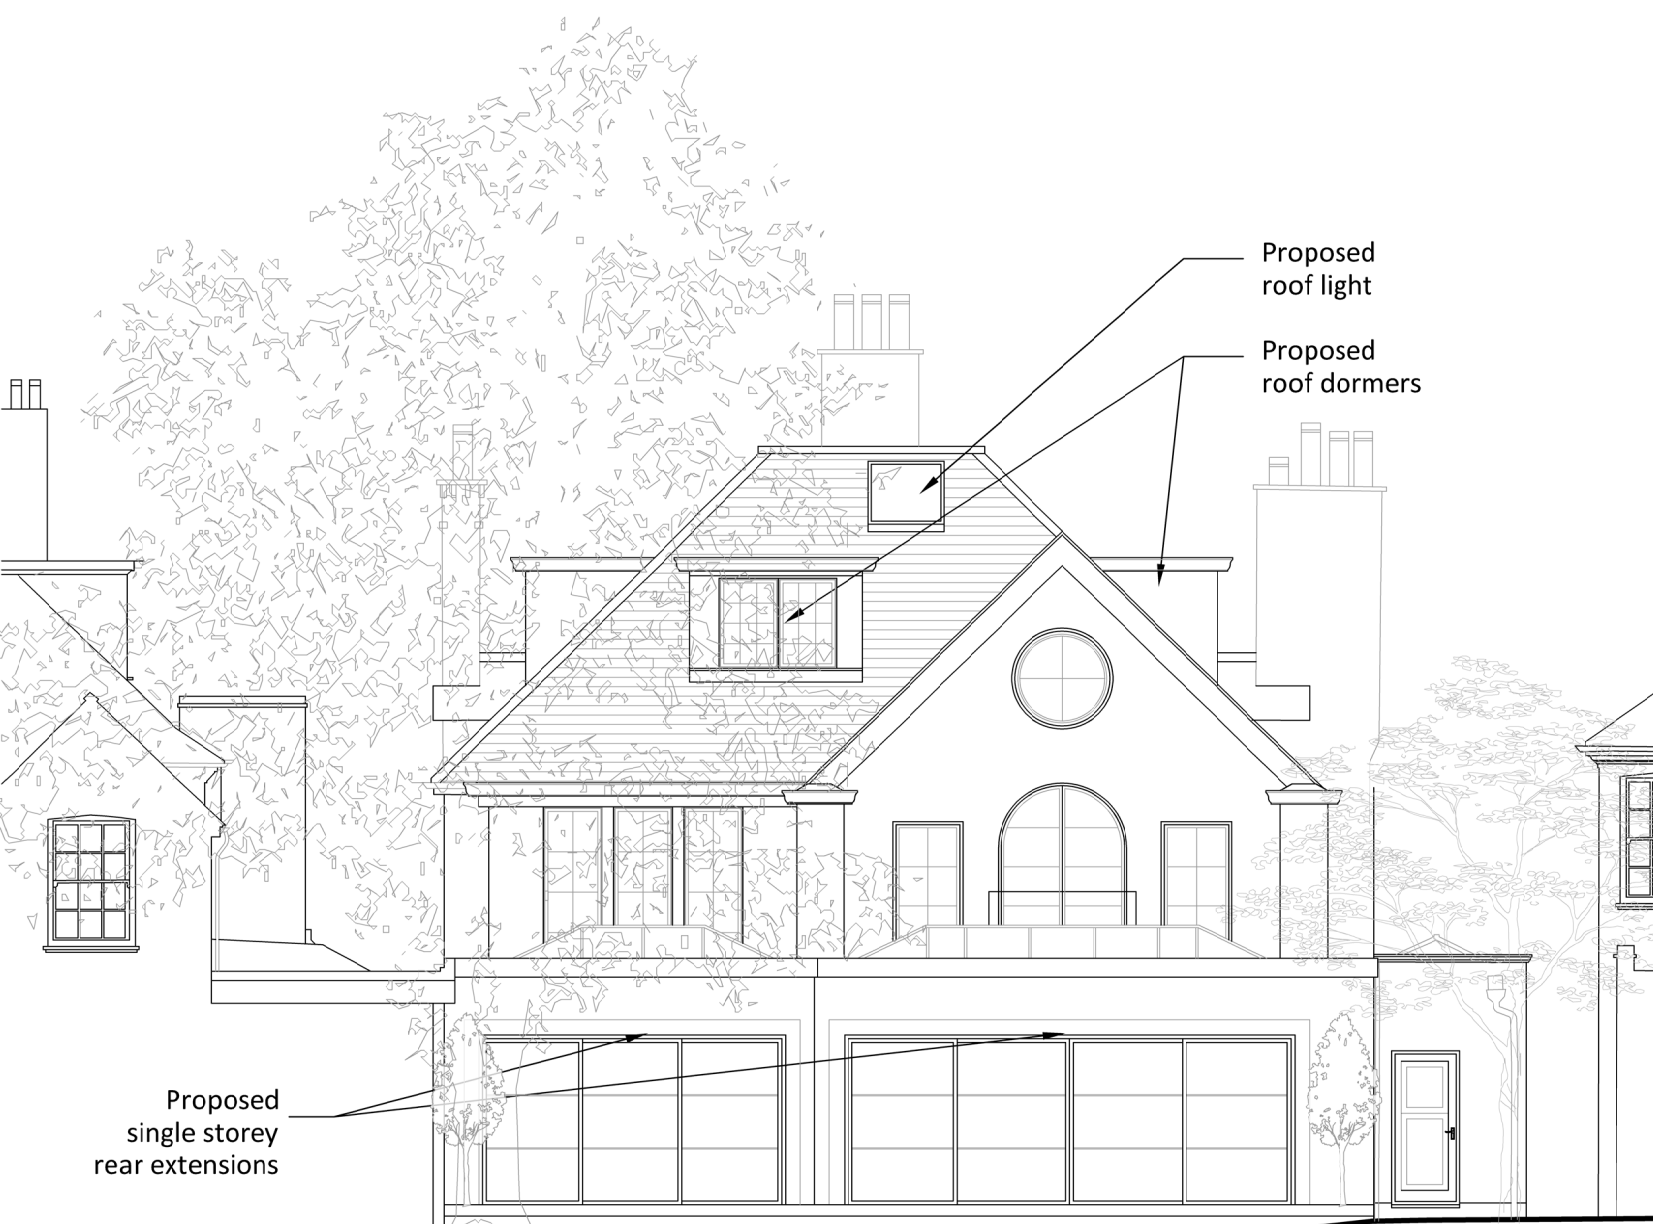 Proposed
roof light
Proposed
roof dormers
Proposed
single storey
rear extensions